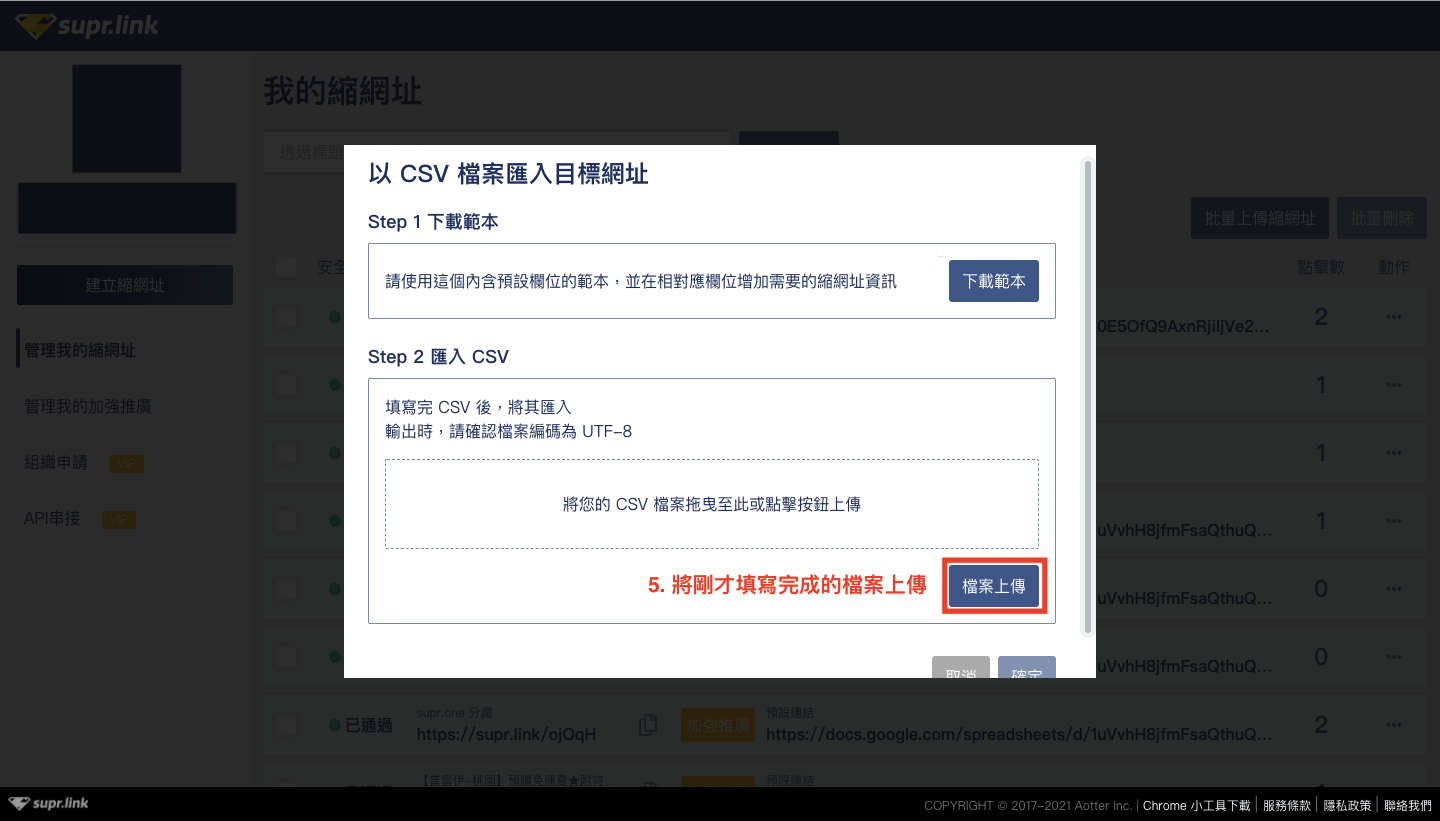 supr.link
我的縮網址
透過標題
批量上傳縮網址
批量刪除
建立縮網址
管理我的縮網址
管理我的加強推廣
組織申請 VIP
API串接 VIP
安全
點擊數
動作
以 CSV 檔案匯入目標網址
Step 1 下載範本
請使用這個內含預設欄位的範本，並在相對應欄位增加需要的縮網址資訊
下載範本
Step 2 匯入 CSV
填寫完 CSV 後，將其匯入
輸出時，請確認檔案編碼為 UTF-8
將您的 CSV 檔案拖曳至此或點擊按鈕上傳
5. 將剛才填寫完成的檔案上傳
檔案上傳
取消
確定
2
1
1
uVvhH8jfmFsaQthuQ... 1
uVvhH8jfmFsaQthuQ... 0
uVvhH8jfmFsaQthuQ... 0
supr.one 分潤
預設連結
已通過
https://supr.link/ojOqH
加強推廣
https://docs.google.com/spreadsheets/d/1uVvhH8jfmFsaQthuQ...
2
【普雷伊-桃園】預購免運費★附特...
預設連結
supr.link
COPYRIGHT © 2017-2021 Aotter Inc. | Chrome 小工具下載 | 服務條款 | 隱私政策 | 聯絡我們